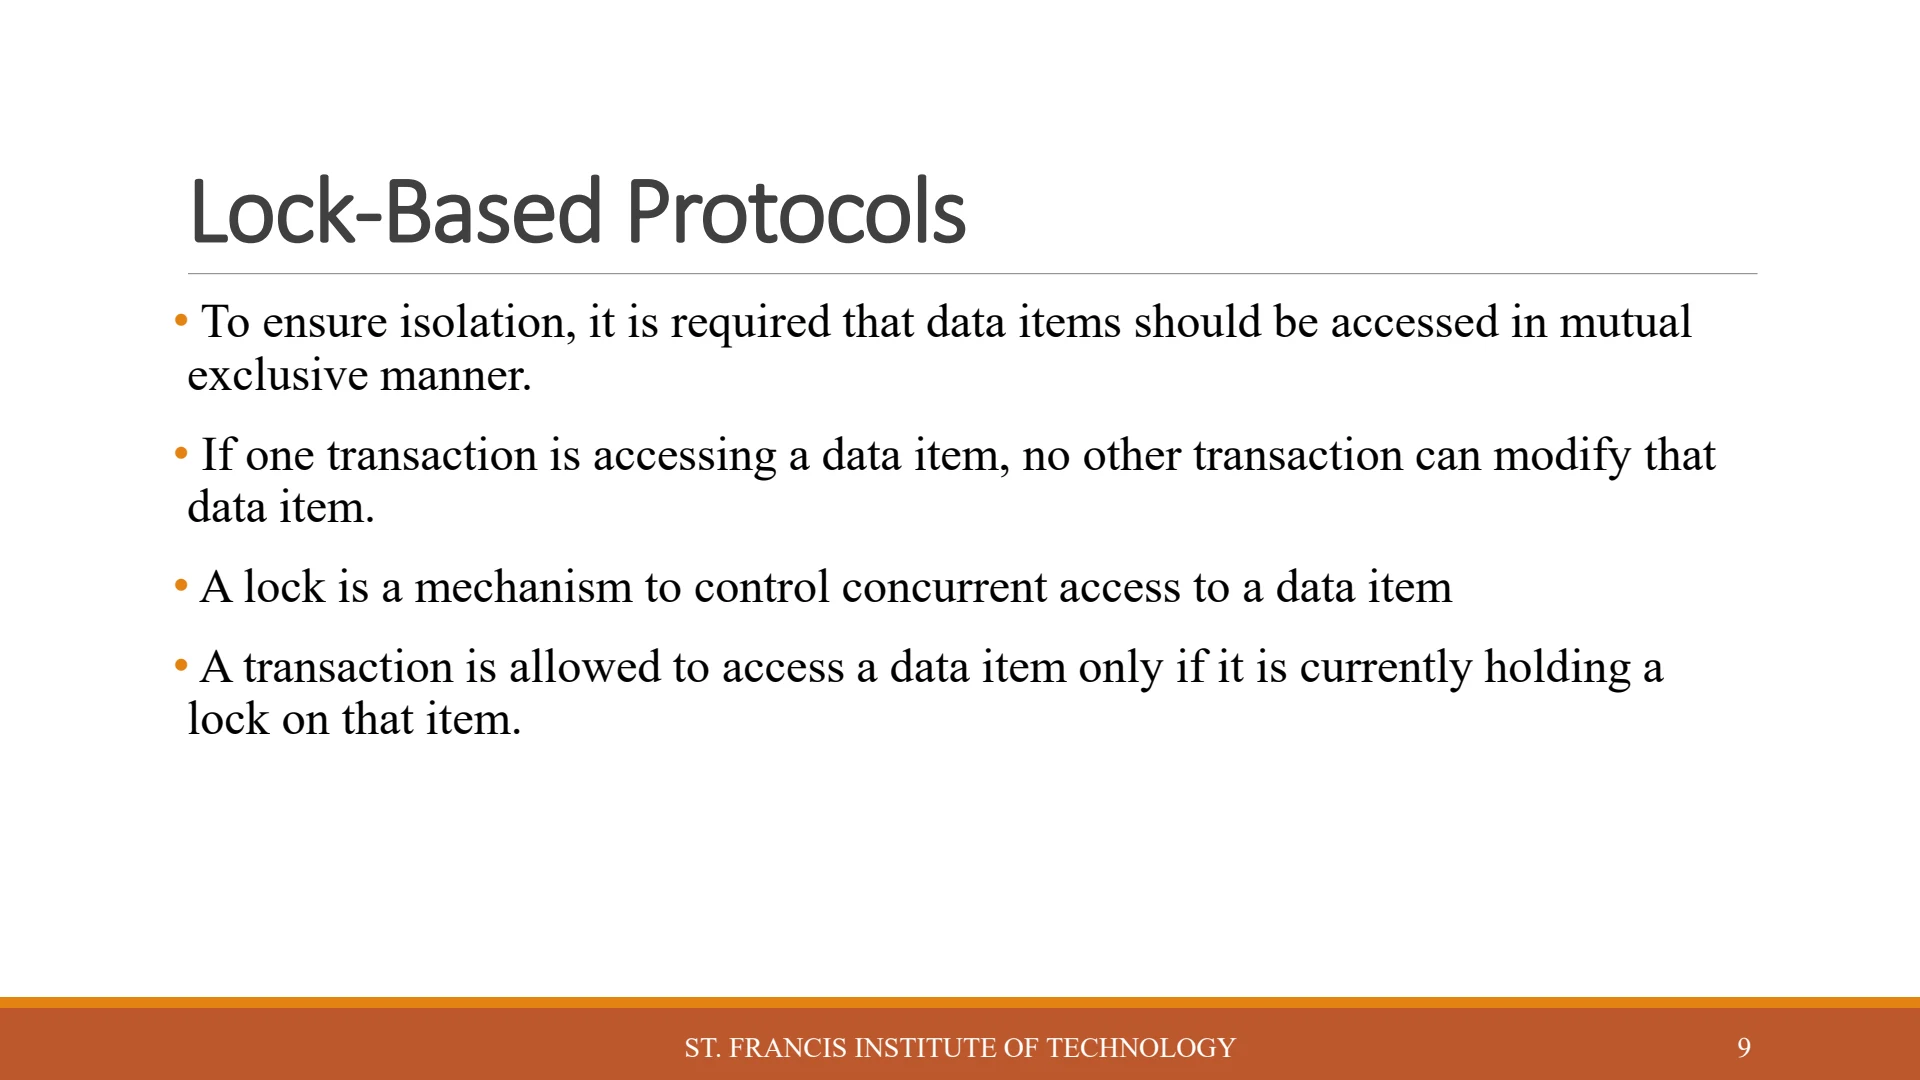 Lock-Based Protocols
• To ensure isolation, it is required that data items should be accessed in mutual
exclusive manner.
• If one transaction is accessing a data item, no other transaction can modify that
data item.
• A lock is a mechanism to control concurrent access to a data item
• A transaction is allowed to access a data item only if it is currently holding a
lock on that item.
ST. FRANCIS INSTITUTE OF TECHNOLOGY
9